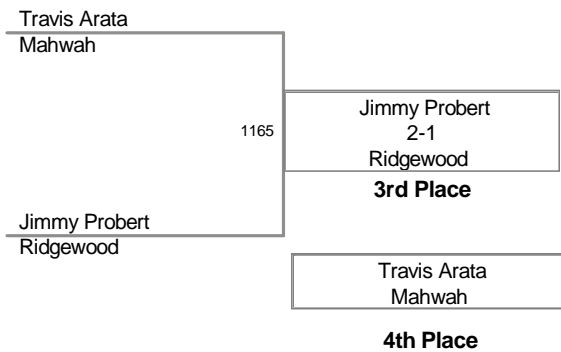 Travis Arata
Mahwah
1165
Jimmy Probert
2-1
Ridgewood
3rd Place
Jimmy Probert
Ridgewood
Travis Arata
Mahwah
4th Place